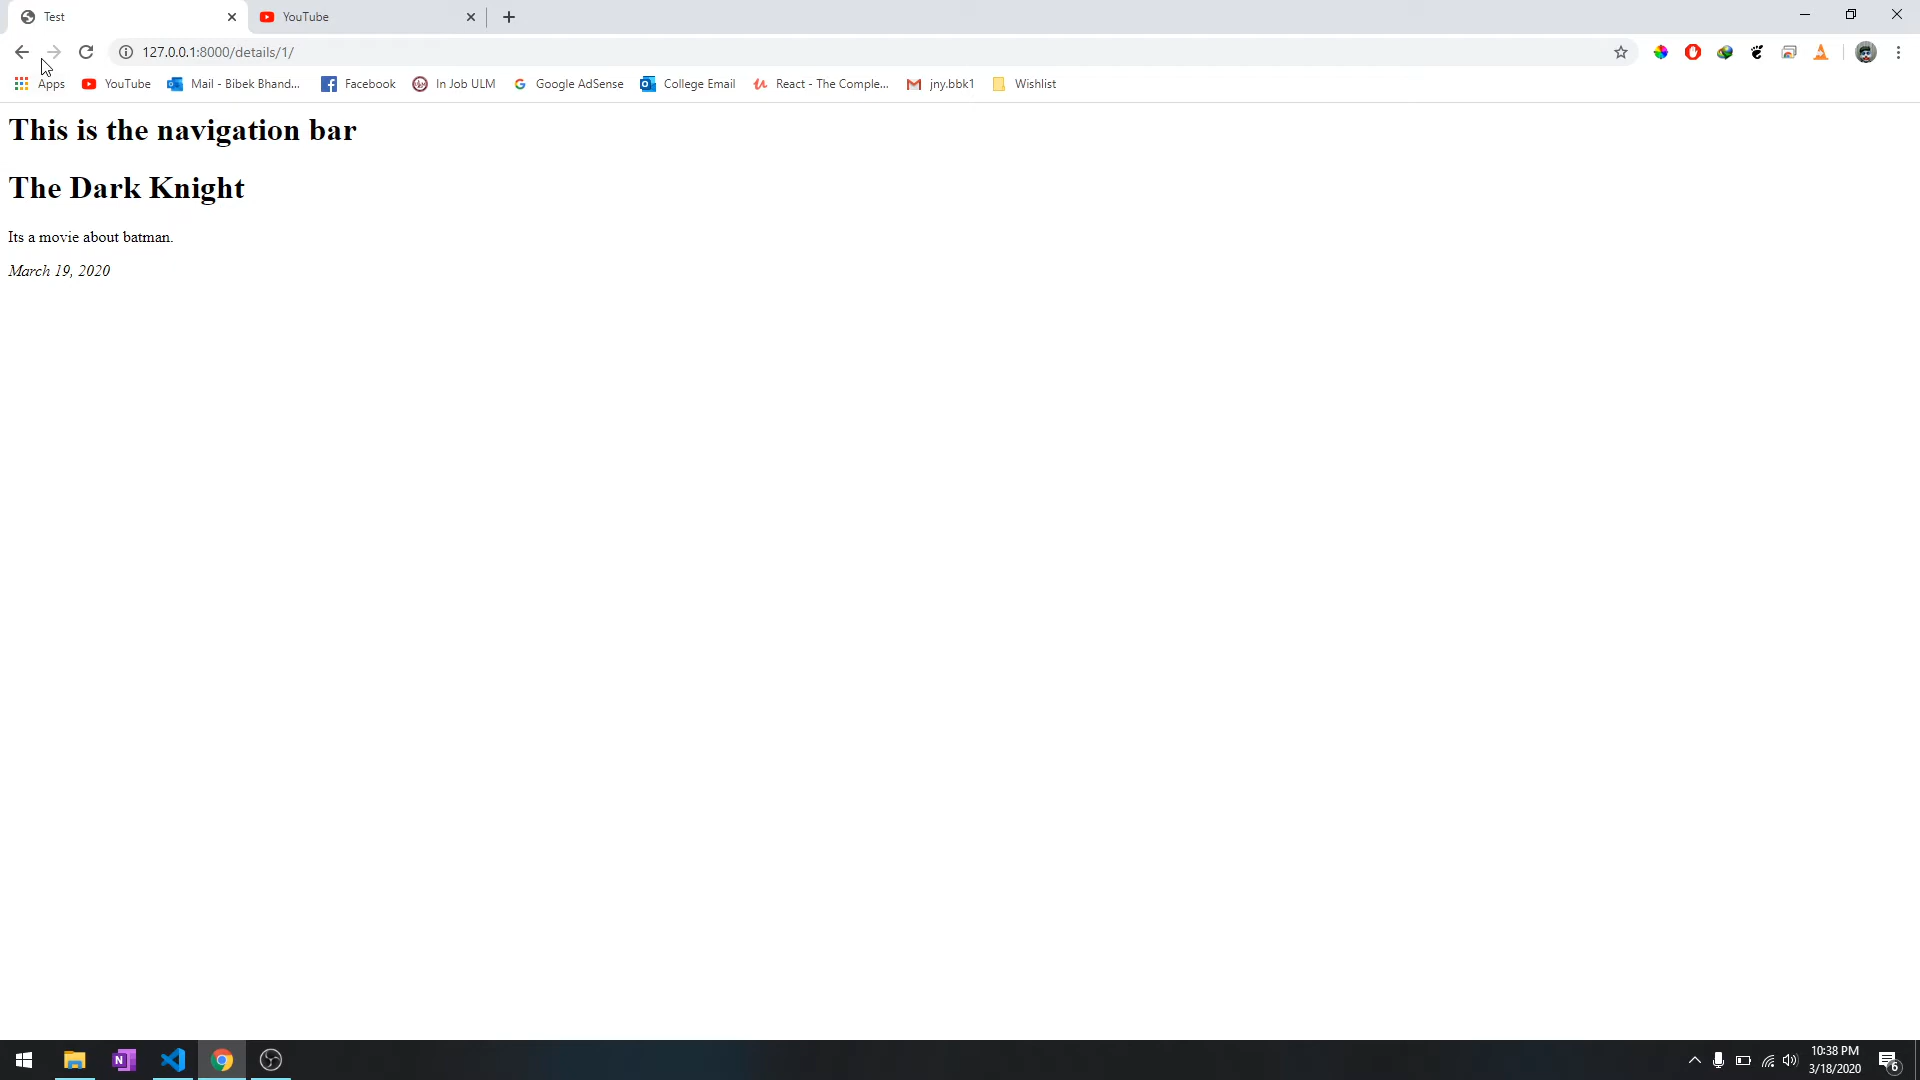 Test
YouTube
127.0.0.1:8000/details/1/
Apps
YouTube
Mail - Bibek Bhand...
Facebook
In Job ULM
Google AdSense
College Email
React - The Comple...
jny.bbk1
Wishlist
This is the navigation bar
The Dark Knight
Its a movie about batman.
March 19, 2020
10:38 PM
3/18/2020
6